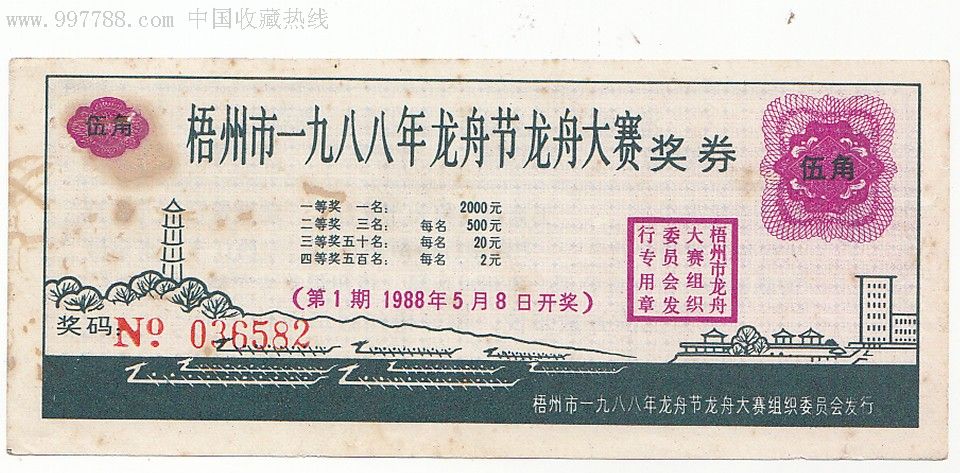 www.997788.com 中国收藏热线
伍角
梧州市一九八八年龙舟节龙舟大赛奖券
伍角
一等奖 一名: 2000元
二等奖 三名: 每名 500元
三等奖五十名: 每名 20元
四等奖五百名: 每名 2元
(第1期 1988年5月8日开奖)
梧州市龙舟
大赛组织
委员会发
行专用章
奖码: Nº 036582
梧州市一九八八年龙舟节龙舟大赛组织委员会发行